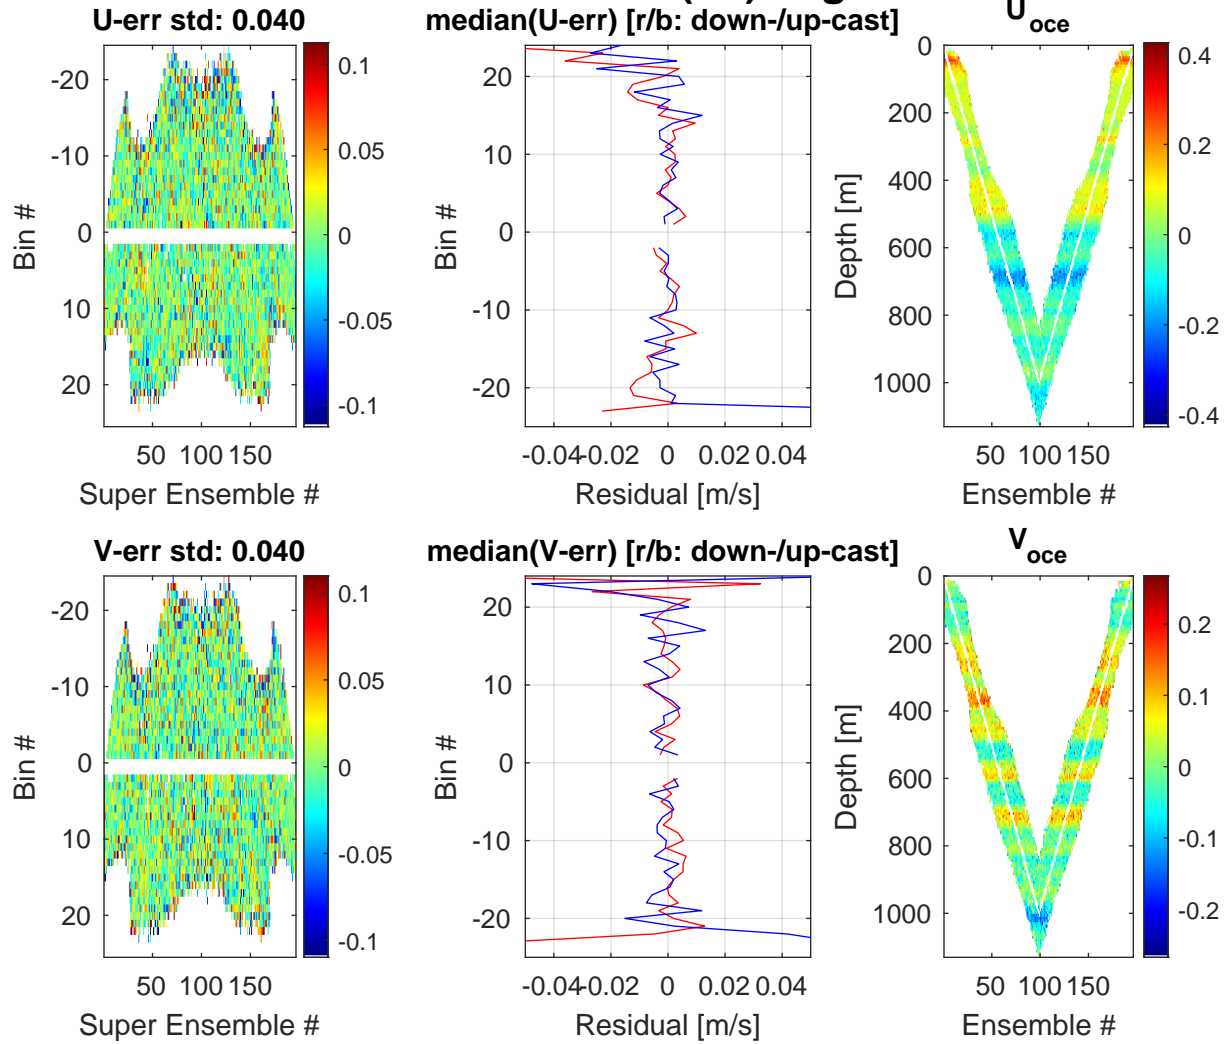 U-err std: 0.040
-20
-10
0
10
20
50 100 150
Super Ensemble #
Bin #
0.1
0.05
0
-0.05
-0.1
median(U-err) [r/b: down-/up-cast]
20
10
0
-10
-20
-0.04 -0.02 0 0.02 0.04
Residual [m/s]
Bin #
Uoce
0
200
400
600
800
1000
50 100 150
Ensemble #
Depth [m]
0.4
0.2
0
-0.2
-0.4
V-err std: 0.040
-20
-10
0
10
20
50 100 150
Super Ensemble #
Bin #
0.1
0.05
0
-0.05
-0.1
median(V-err) [r/b: down-/up-cast]
20
10
0
-10
-20
-0.04 -0.02 0 0.02 0.04
Residual [m/s]
Bin #
Voce
0
200
400
600
800
1000
50 100 150
Ensemble #
Depth [m]
0.2
0.1
0
-0.1
-0.2